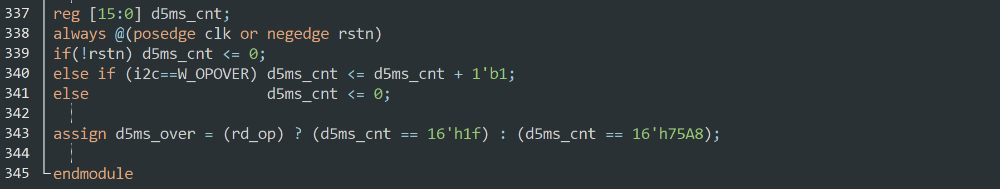 337 reg [15:0] d5ms_cnt;
338 always @(posedge clk or negedge rstn)
339 if(!rstn) d5ms_cnt <= 0;
340 else if (i2c==W_OPOVER) d5ms_cnt <= d5ms_cnt + 1'b1;
341 else                    d5ms_cnt <= 0;
342
343 assign d5ms_over = (rd_op) ? (d5ms_cnt == 16'h1f) : (d5ms_cnt == 16'h75A8);
344
345 endmodule